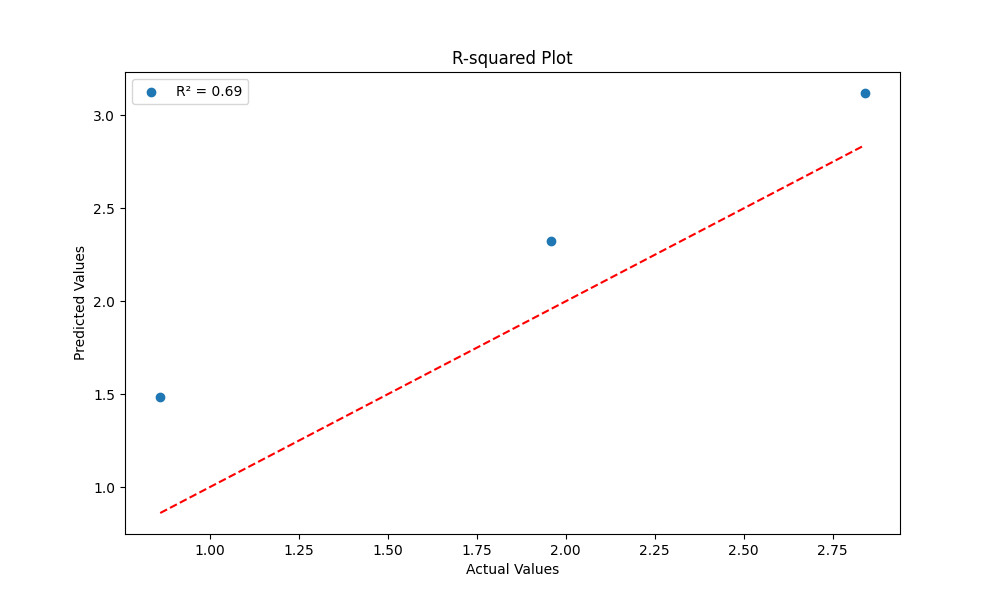 R-squared Plot
R² = 0.69
3.0
2.5
2.0
1.5
1.0
Predicted Values
1.00 1.25 1.50 1.75 2.00 2.25 2.50 2.75
Actual Values